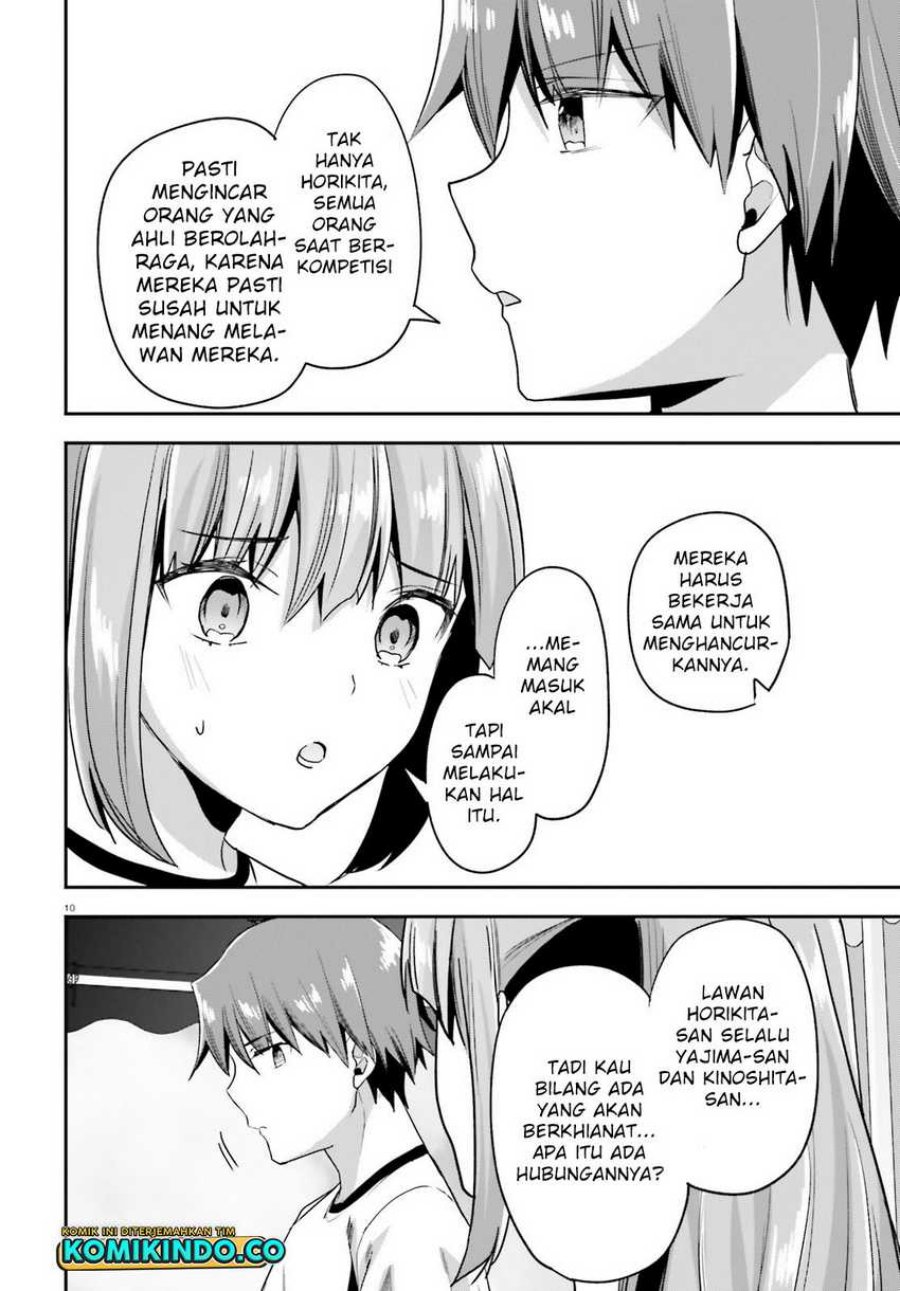 TAK
HANYA
HORIKITA,
SEMUA
ORANG
SAAT BER-
KOMPETISI
PASTI
MENGINCAR
ORANG YANG
AHLI BEROLAH-
RAGA, KARENA
MEREKA PASTI
SUSAH UNTUK
MENANG MELA-
WAN MEREKA.
MEREKA
HARUS
BEKERJA
SAMA UNTUK
MENGHANCUR-
KANNYA.
...ME-
MANG
MASUK
AKAL
TAPI
SAMPAI
MELAKU-
KAN HAL
ITU.
10
LAWAN
HORIKITA-
SAN SELALU
YAJIMA-SAN
DAN KINOSHITA-
SAN...
TADI KAU
BILANG ADA
YANG AKAN
BERKHIANAT...
APA ITU ADA
HUBUNGANNYA?
KOMIK INI DITERJEMAHKAN TIM
KOMIKINDO.CO